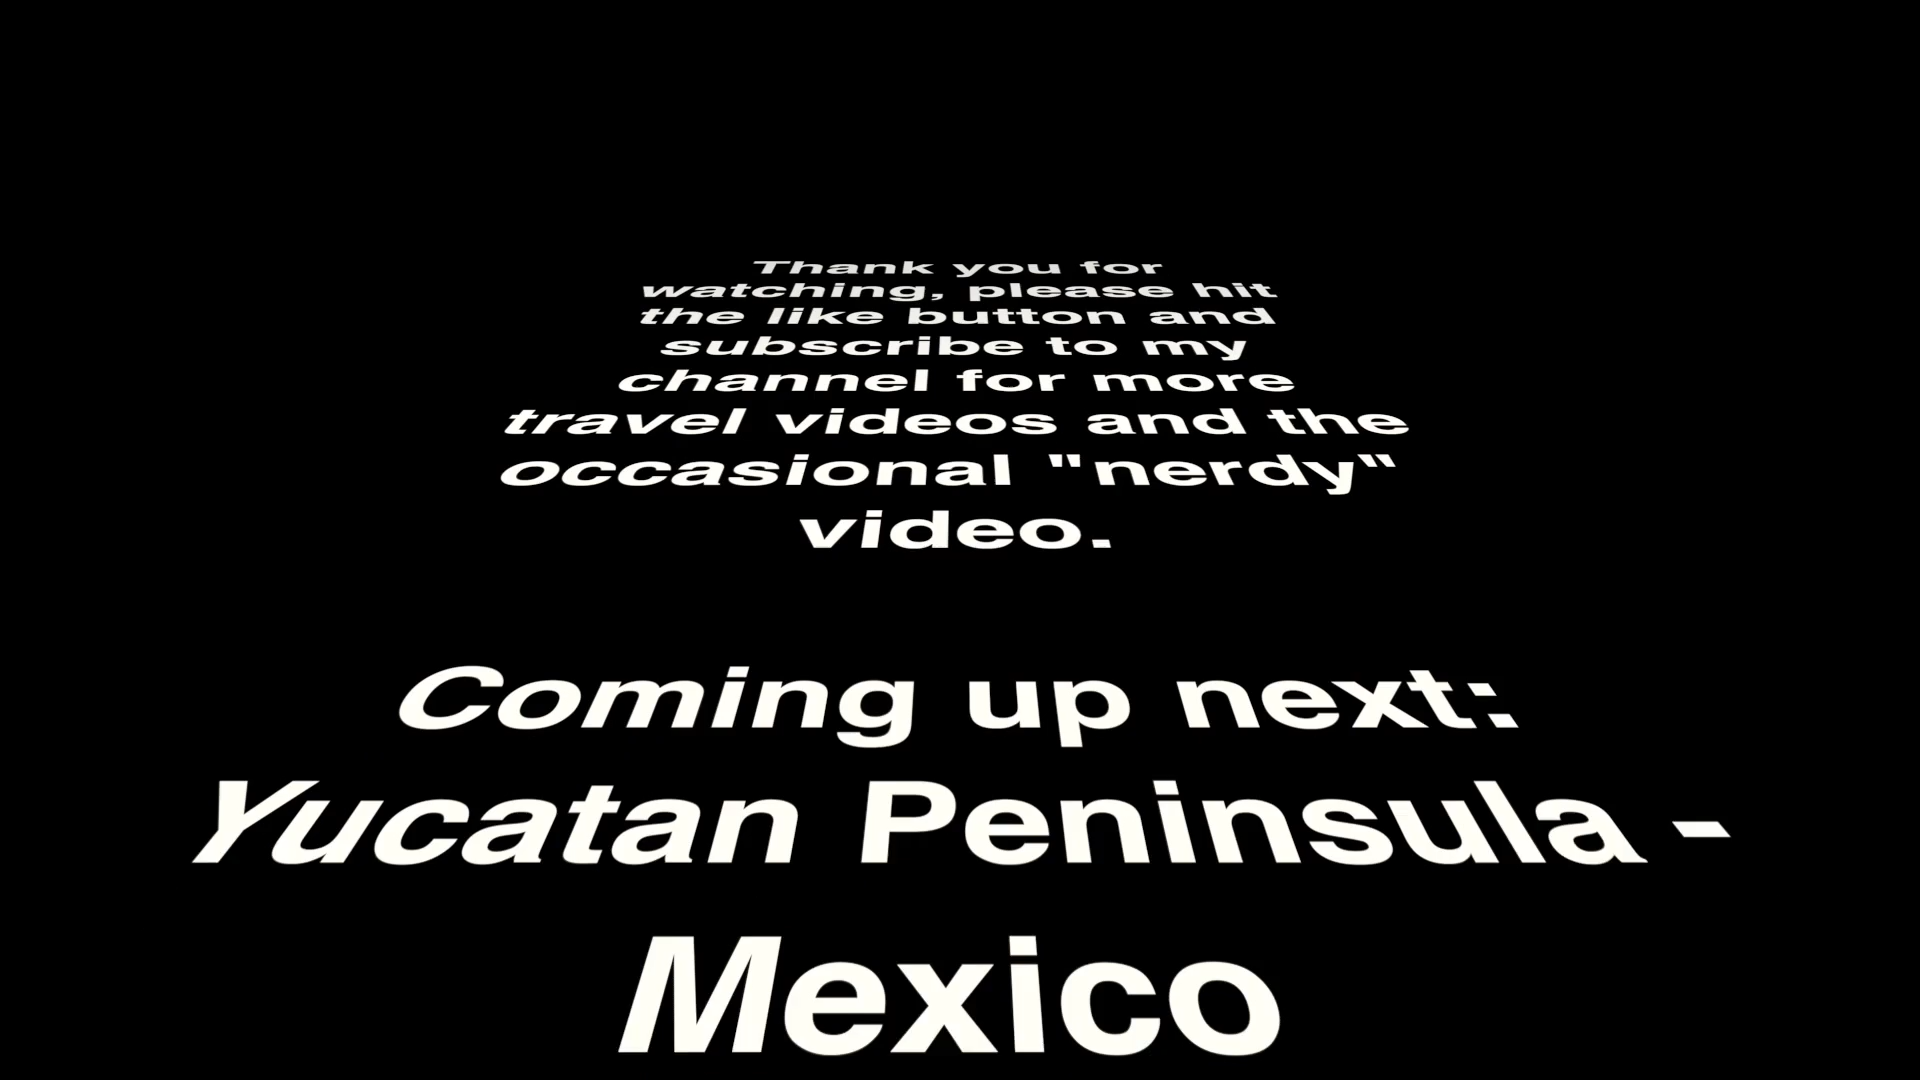 Thank you for
watching, please hit
the like button and
subscribe to my
channel for more
travel videos and the
occasional "nerdy"
video.
Coming up next:
Yucatan Peninsula -
Mexico